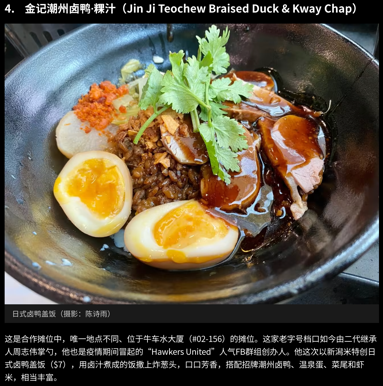 4. 金记潮州卤鸭·粿汁（Jin Ji Teochew Braised Duck & Kway Chap）
日式卤鸭盖饭（摄影：陈诗雨）
这是合作摊位中，唯一地点不同、位于牛车水大厦（#02-156）的摊位。这家老字号档口如今由二代继承
人周志伟掌勺，他也是疫情期间冒起的“Hawkers United”人气FB群组创办人。他这次以新潟米特制日
式卤鸭盖饭（S7），用卤汁煮成的饭撒上炸葱头，口口芳香，搭配招牌潮州卤鸭、温泉蛋、菜尾和虾
米，相当丰富。